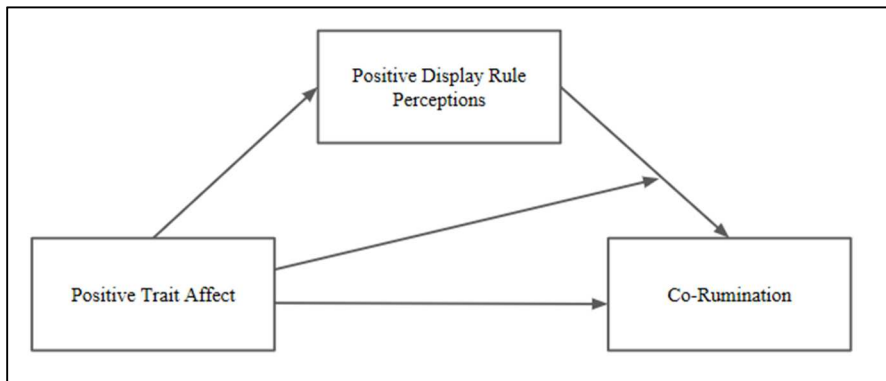 Positive Display Rule
Perceptions
Positive Trait Affect
Co-Rumination